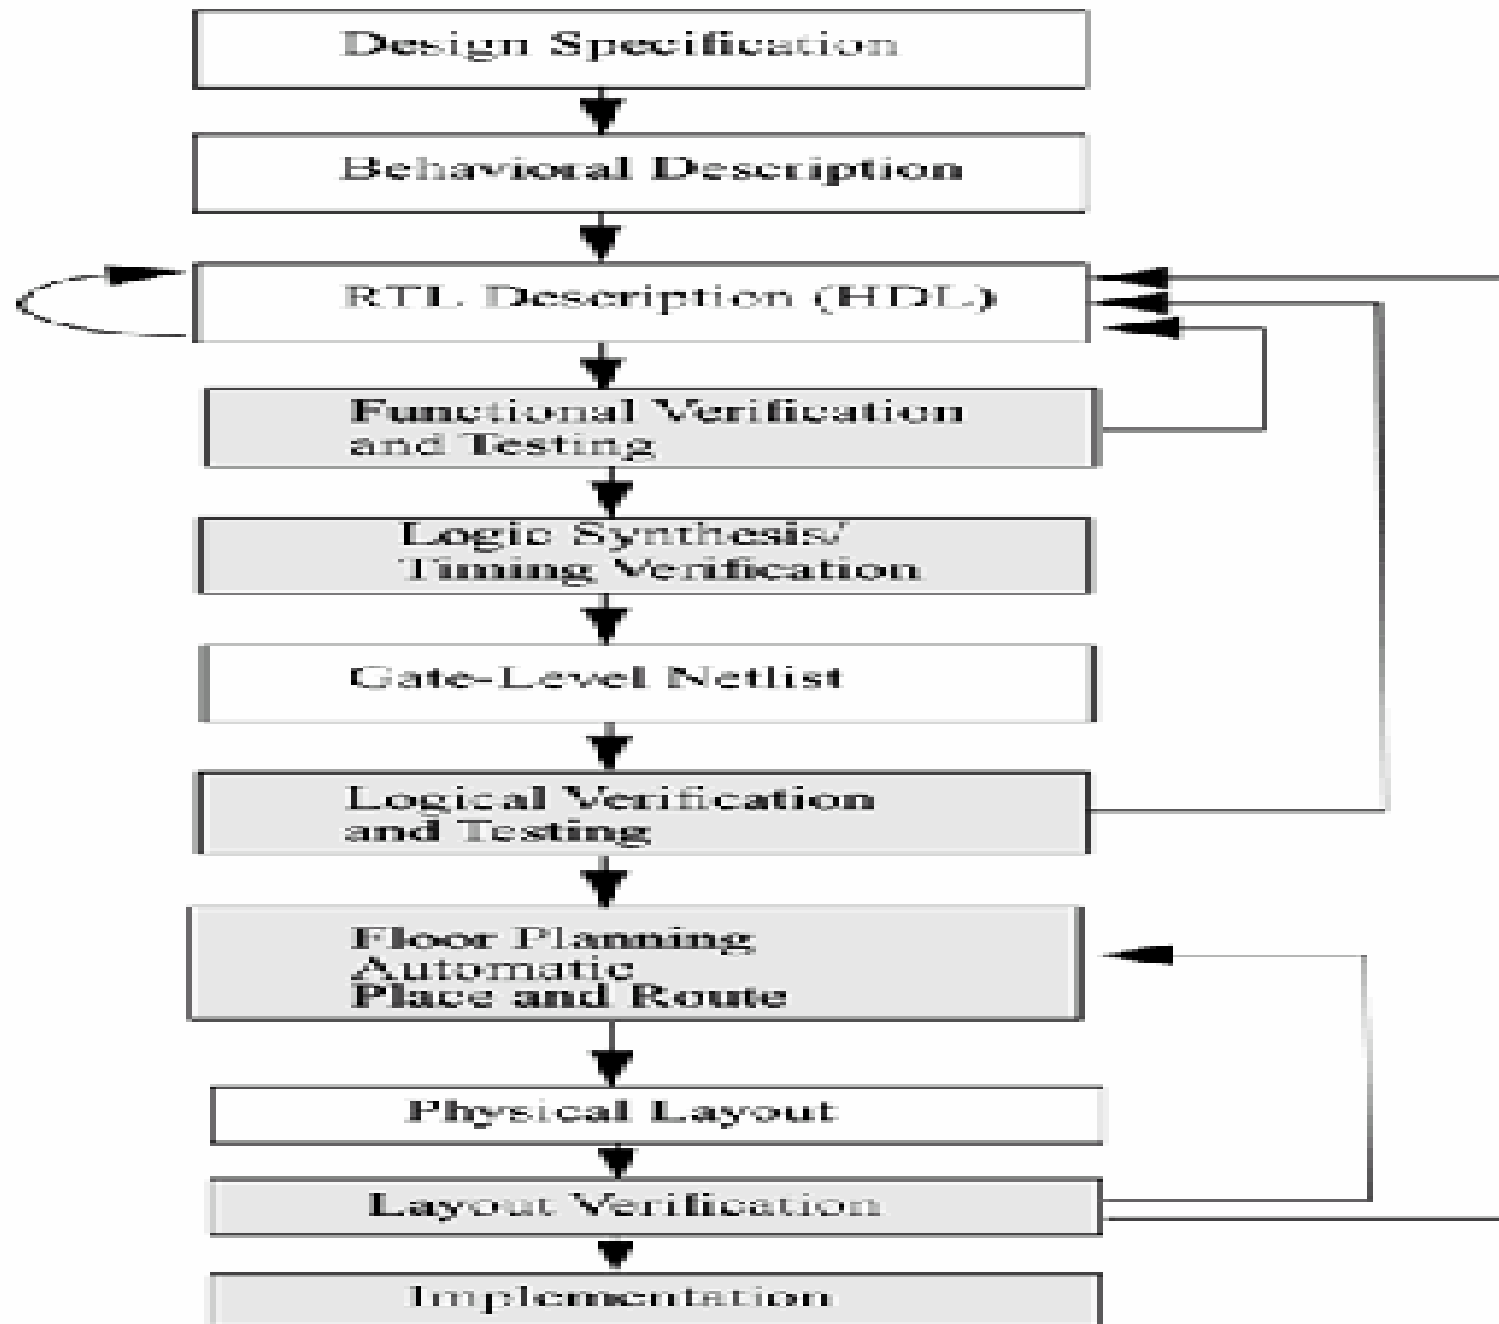 Design Specification
Behavioral Description
RTL Description (HDL)
Functional Verification
and Testing
Logic Synthesis/
Timing Verification
Gate-Level Netlist
Logical Verification
and Testing
Floor Planning
Automatic
Place and Route
Physical Layout
Layout Verification
Implementation